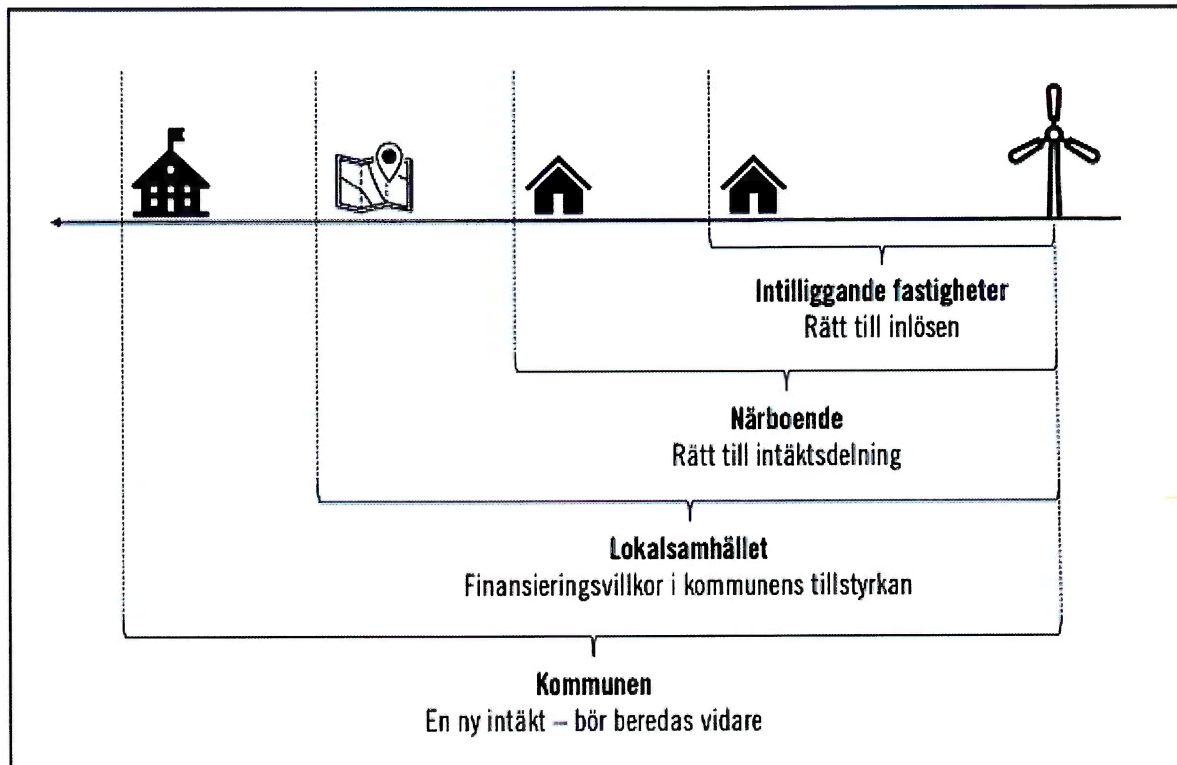 Intilliggande fastigheter
Rätt till inlösen
Närboende
Rätt till intäktsdelning
Lokalsamhället
Finansieringsvillkor i kommunens tillstyrkan
Kommunen
En ny intäkt – bör beredas vidare